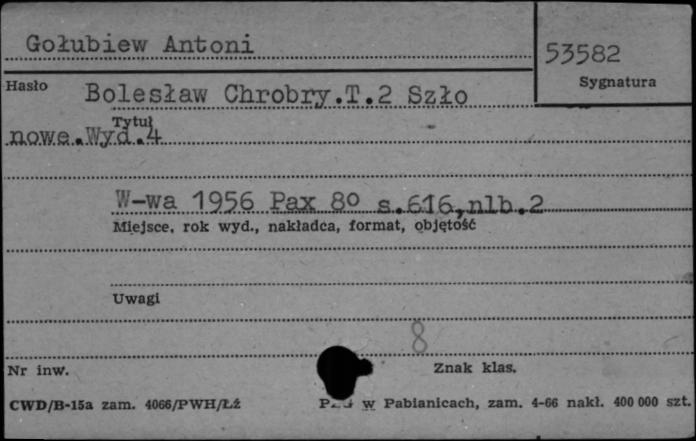 Gołubiew Antoni
53582
Sygnatura
Hasło
Bolesław Chrobry.T.2 Szło
Tytuł
nowe.Wyd.4
W-wa 1956 Pax 8o s.616,nlb.2
Miejsce, rok wyd., nakładca, format, objętość
Uwagi
8
Nr inw.
Znak klas.
CWD/B-15a zam. 4066/PWH/Łź
w Pabianicach, zam. 4-66 nakł. 400 000 szt.